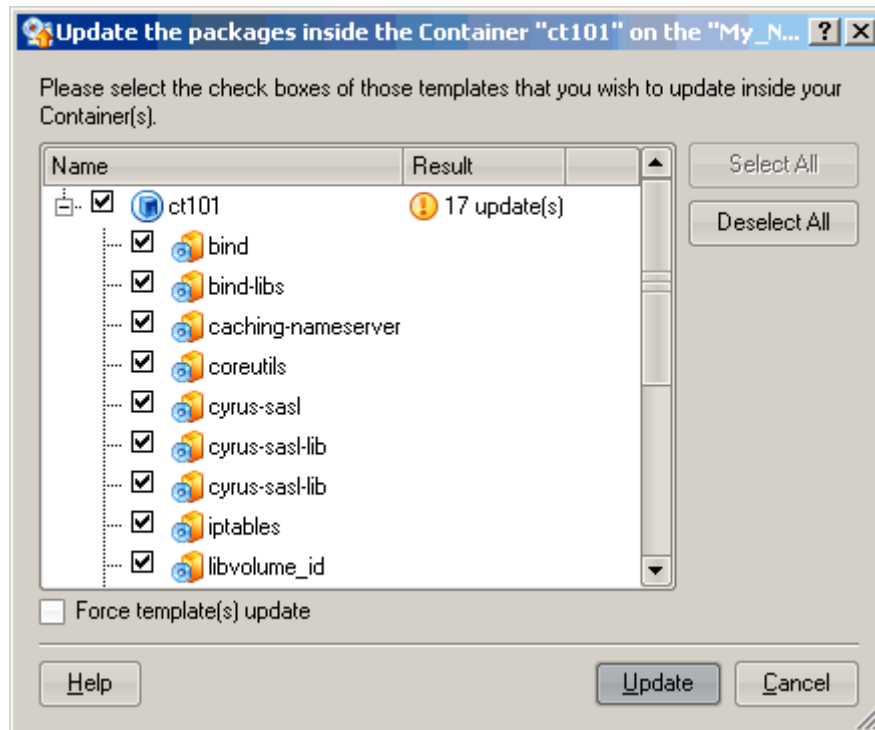 Update the packages inside the Container "ct101" on the "My_N...
Please select the check boxes of those templates that you wish to update inside your
Container(s).
Name Result
Select All
ct101 17 update(s)
Deselect All
bind
bind-libs
caching-nameserver
coreutils
cyrus-sasl
cyrus-sasl-lib
cyrus-sasl-lib
iptables
libvolume_id
Force template(s) update
Help Update Cancel